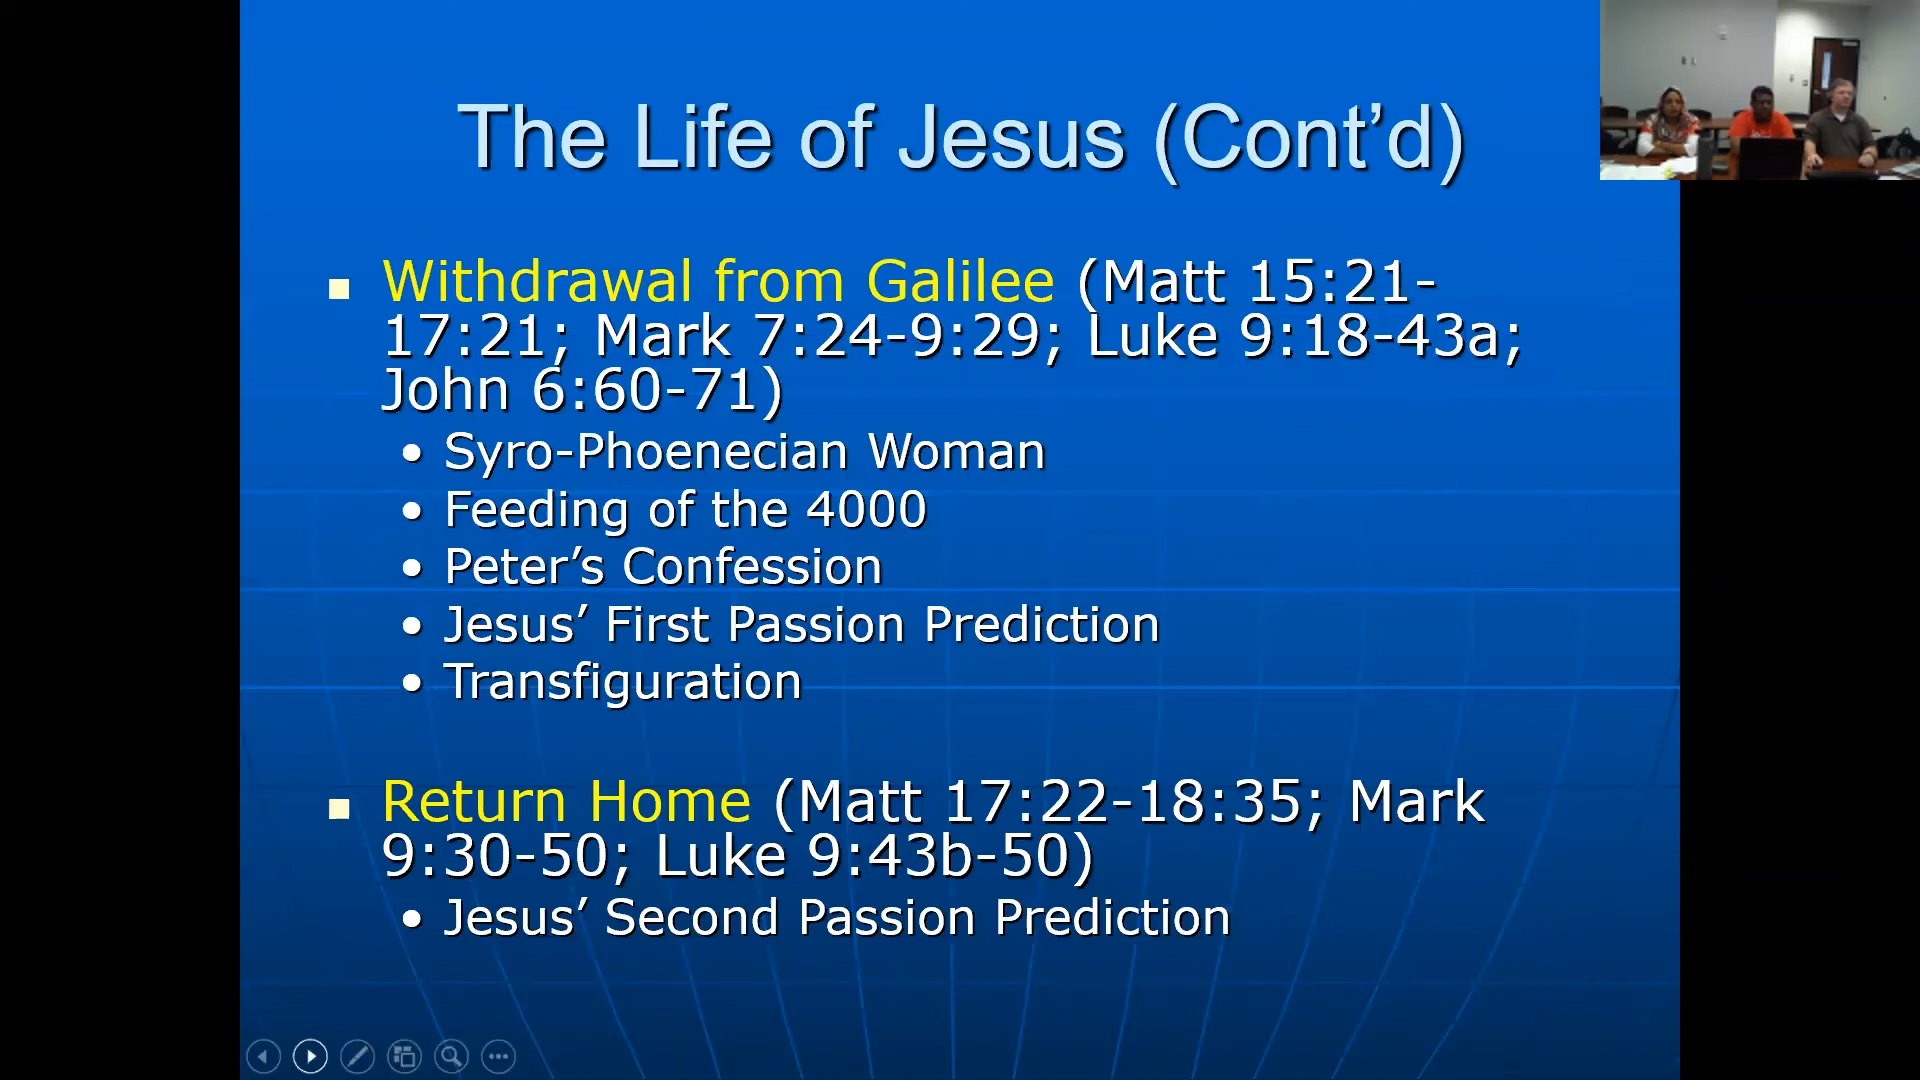 The Life of Jesus (Cont’d)
Withdrawal from Galilee (Matt 15:21-
17:21; Mark 7:24-9:29; Luke 9:18-43a;
John 6:60-71)
Syro-Phoenecian Woman
Feeding of the 4000
Peter’s Confession
Jesus’ First Passion Prediction
Transfiguration
Return Home (Matt 17:22-18:35; Mark
9:30-50; Luke 9:43b-50)
Jesus’ Second Passion Prediction